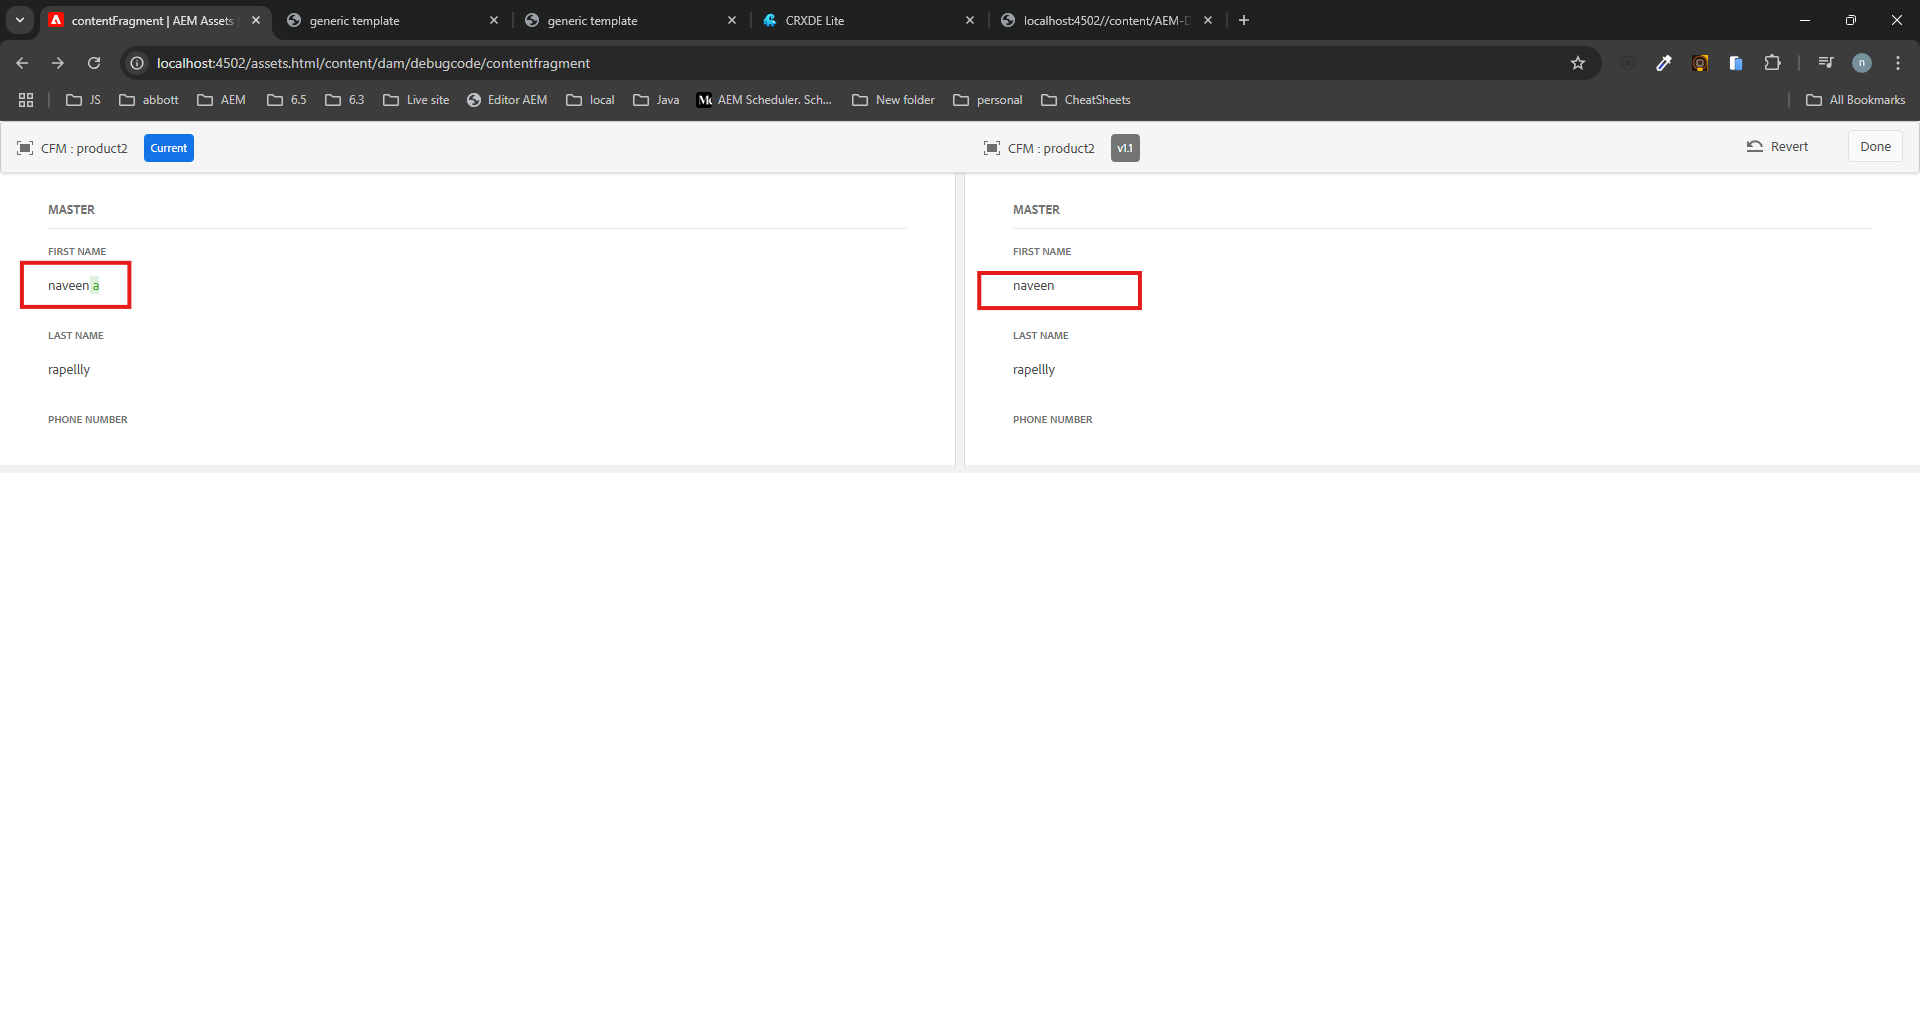 contentFragment | AEM Assets
generic template
generic template
CRXDE Lite
localhost:4502//content/AEM-D
localhost:4502/assets.html/content/dam/debugcode/contentfragment
n
JS
abbott
AEM
6.5
6.3
Live site
Editor AEM
local
Java
AEM Scheduler. Sch...
New folder
personal
CheatSheets
All Bookmarks
CFM : product2
Current
CFM : product2
v1.1
Revert
Done
MASTER
FIRST NAME
naveen a
LAST NAME
rapellly
PHONE NUMBER
MASTER
FIRST NAME
naveen
LAST NAME
rapellly
PHONE NUMBER